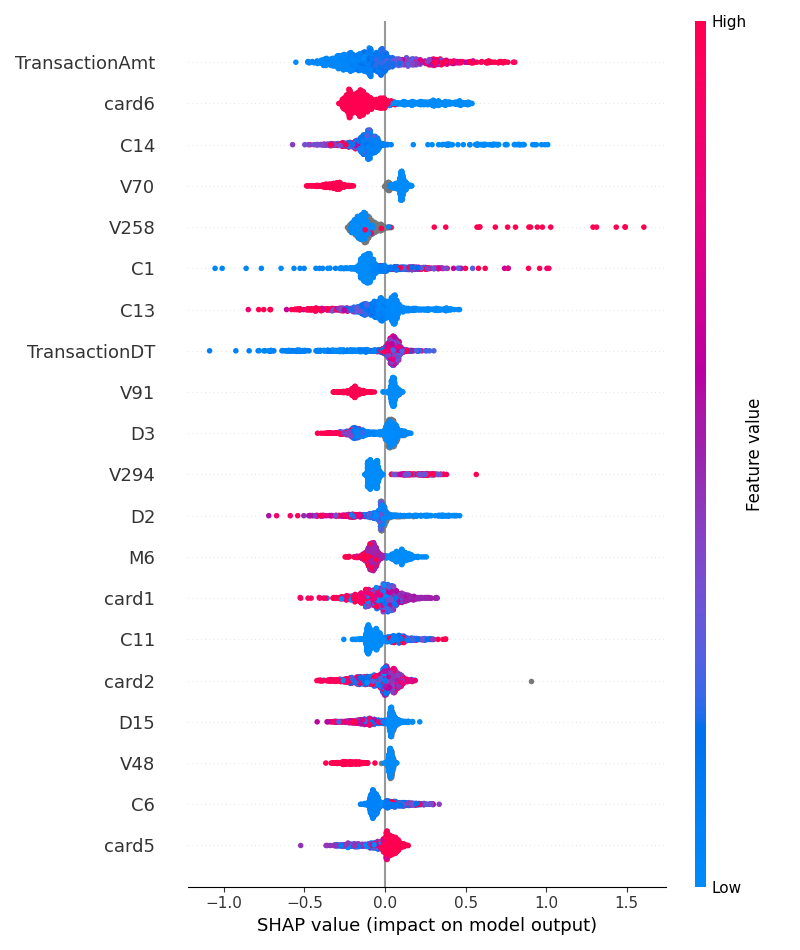 High
TransactionAmt
card6
C14
V70
V258
C1
C13
TransactionDT
V91
D3
V294
D2
M6
card1
C11
card2
D15
V48
C6
card5
Feature value
Low
−1.0 −0.5 0.0 0.5 1.0 1.5
SHAP value (impact on model output)